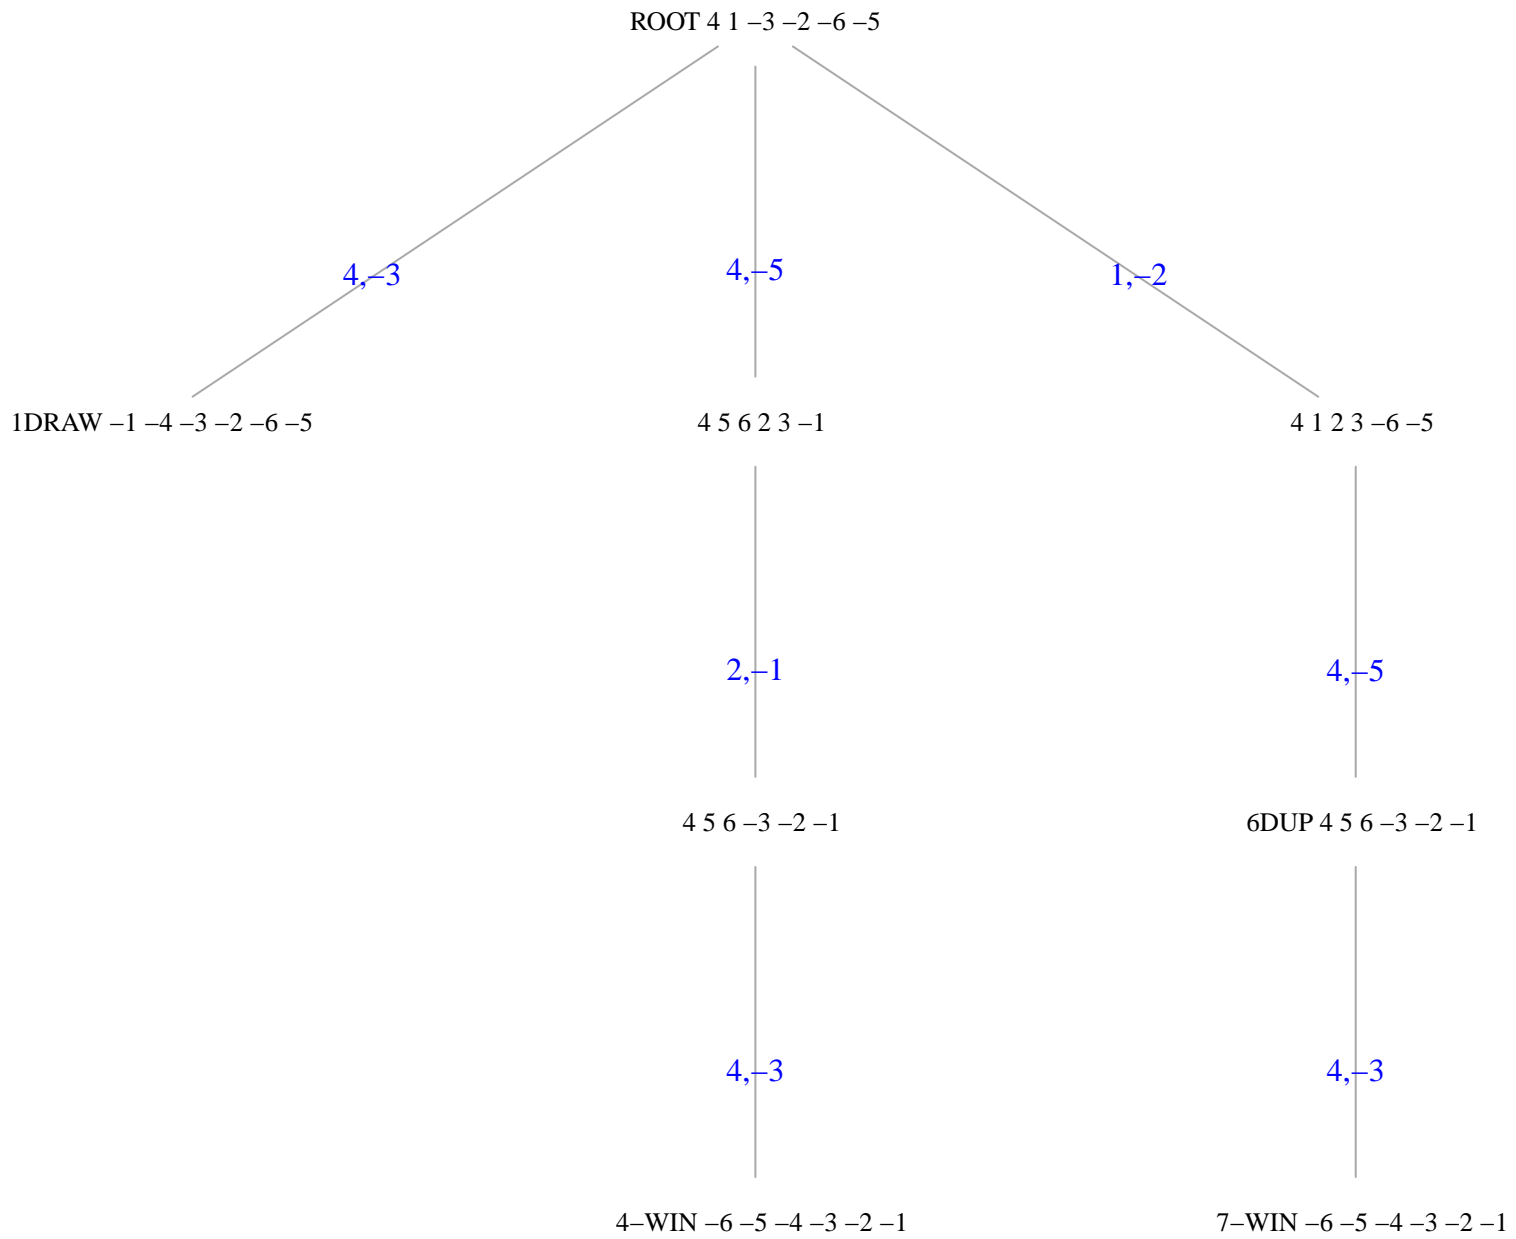 ROOT 4 1 –3 –2 –6 –5
4,–3
4,–5
1,–2
1DRAW –1 –4 –3 –2 –6 –5
4 5 6 2 3 –1
4 1 2 3 –6 –5
2,–1
4,–5
4 5 6 –3 –2 –1
6DUP 4 5 6 –3 –2 –1
4,–3
4,–3
4–WIN –6 –5 –4 –3 –2 –1
7–WIN –6 –5 –4 –3 –2 –1